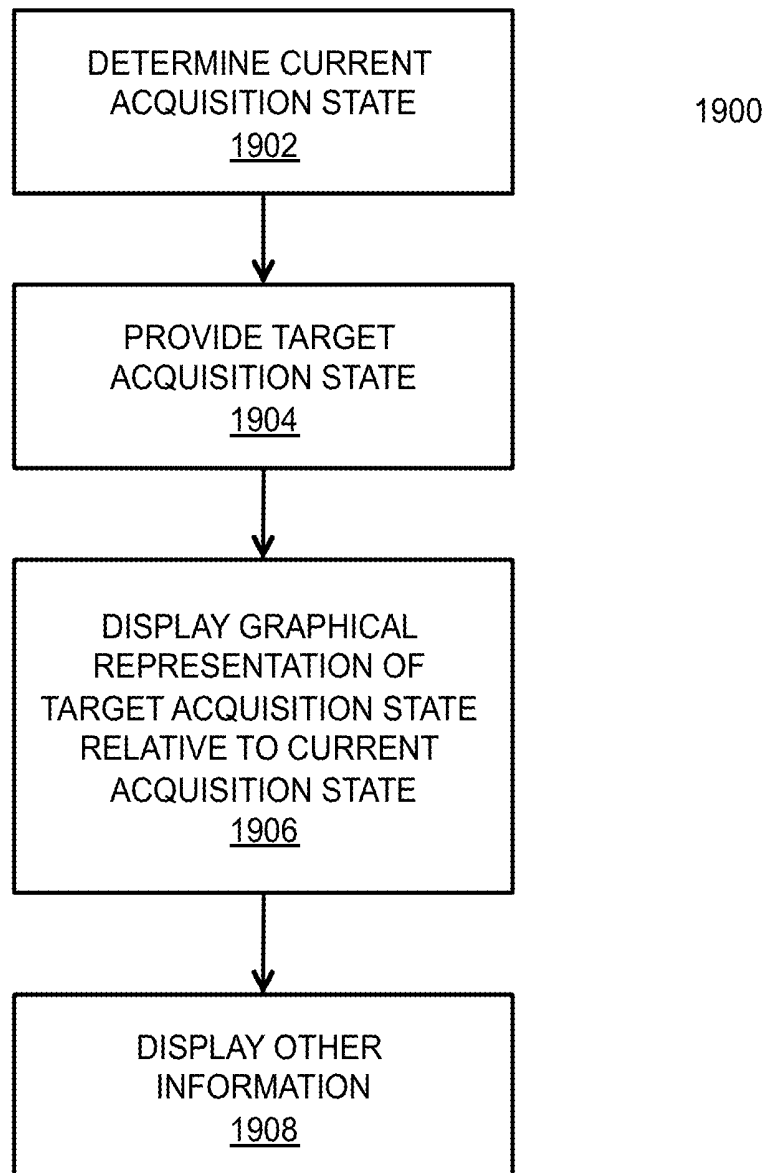 DETERMINE CURRENT
ACQUISITION STATE
1902
1900
PROVIDE TARGET
ACQUISITION STATE
1904
DISPLAY GRAPHICAL
REPRESENTATION OF
TARGET ACQUISITION STATE
RELATIVE TO CURRENT
ACQUISITION STATE
1906
DISPLAY OTHER
INFORMATION
1908